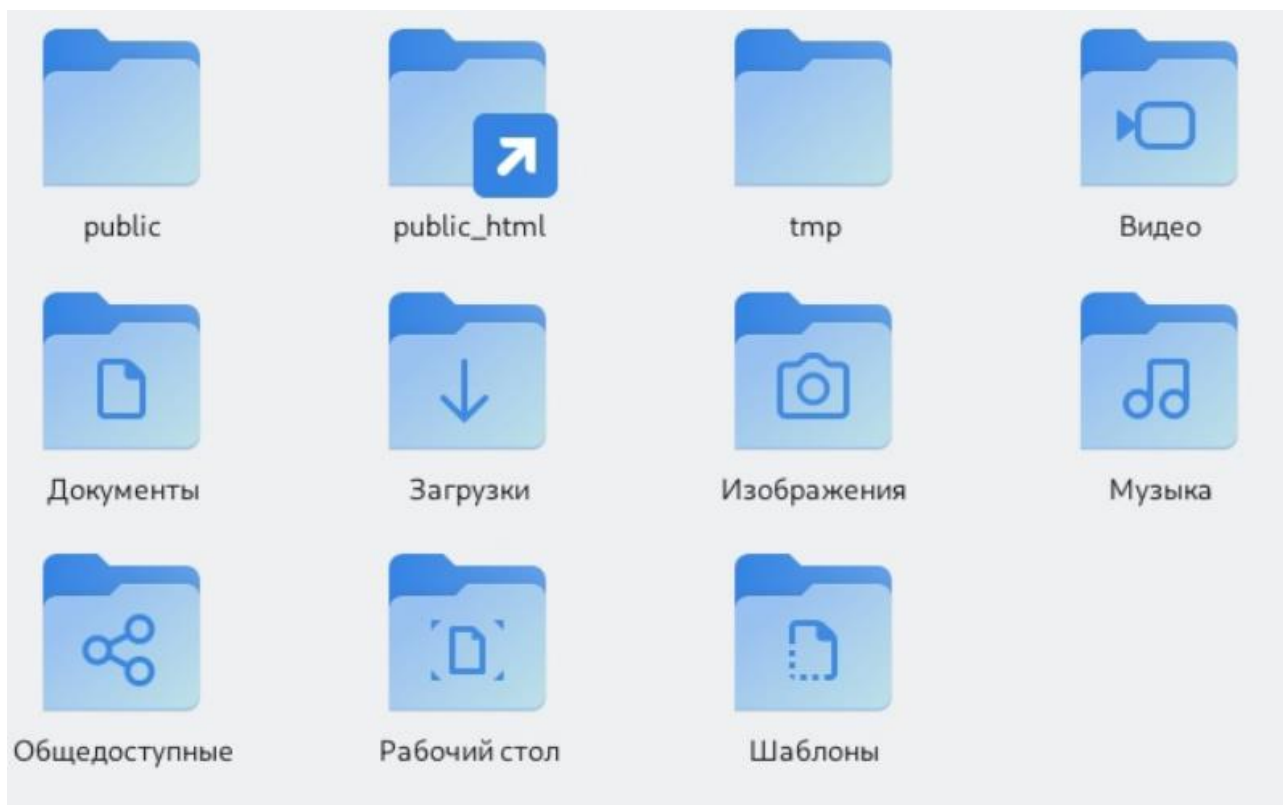 public
public_html
tmp
Видео
Документы
Загрузки
Изображения
Музыка
Общедоступные
Рабочий стол
Шаблоны